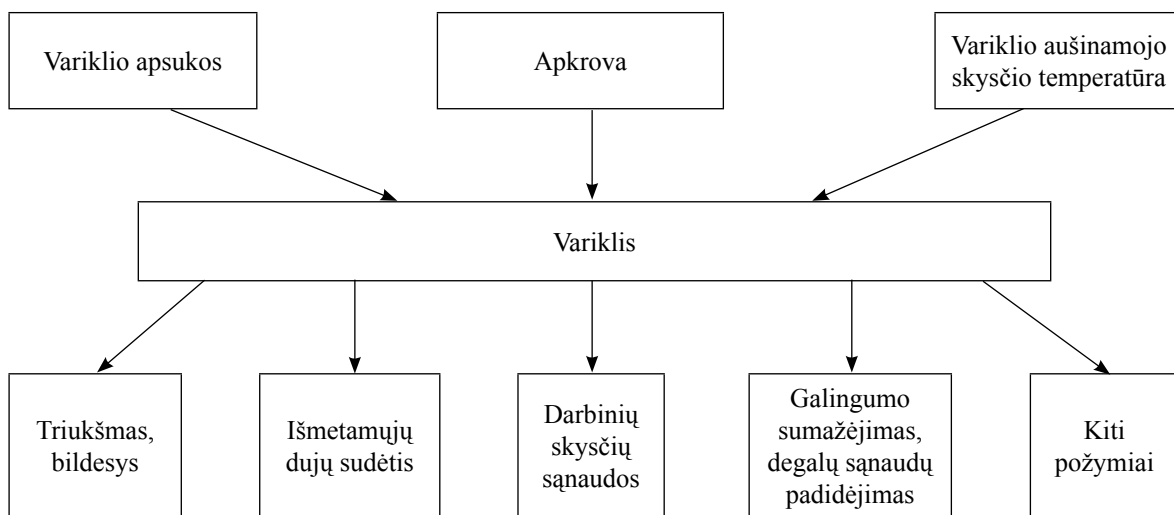 Variklio apsukos
Apkrova
Variklio aušinamojo
skysčio temperatūra
Variklis
Triukšmas,
bildesys
Išmetamųjų
dujų sudėtis
Darbinių
skysčių
sąnaudos
Galingumo
sumažėjimas,
degalų sąnaudų
padidėjimas
Kiti
požymiai